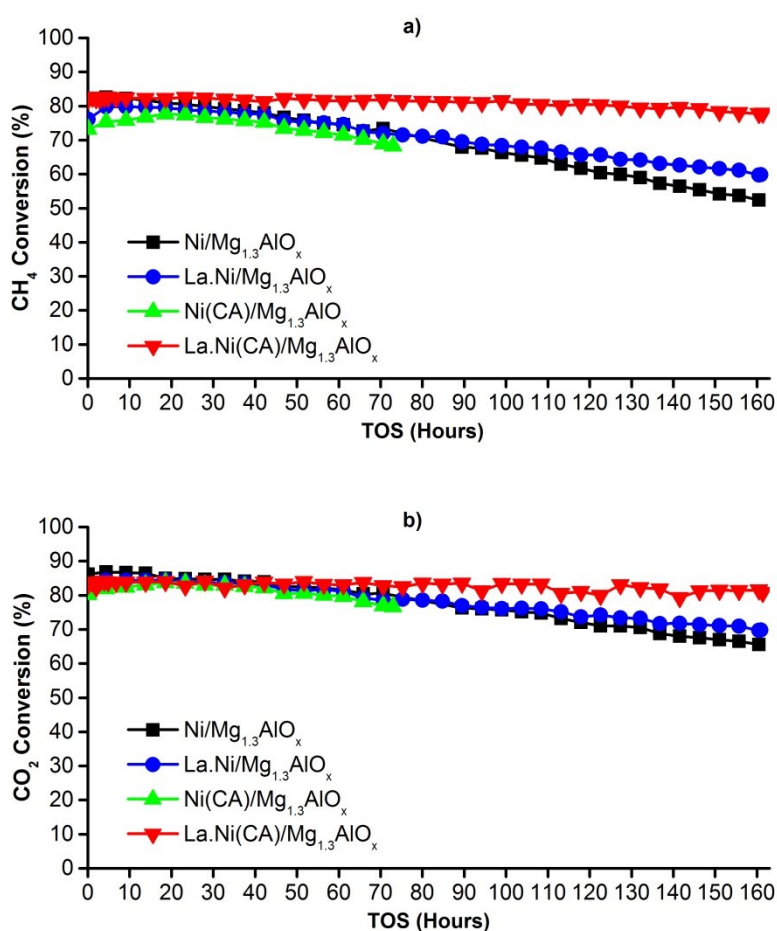 a)
CH₄ Conversion (%)
100
90
80
70
60
50
40
30
20
10
0
Ni/Mg₁.₃AlOₓ
La.Ni/Mg₁.₃AlOₓ
Ni(CA)/Mg₁.₃AlOₓ
La.Ni(CA)/Mg₁.₃AlOₓ
0 10 20 30 40 50 60 70 80 90 100 110 120 130 140 150 160
TOS (Hours)
b)
CO₂ Conversion (%)
100
90
80
70
60
50
40
30
20
10
0
Ni/Mg₁.₃AlOₓ
La.Ni/Mg₁.₃AlOₓ
Ni(CA)/Mg₁.₃AlOₓ
La.Ni(CA)/Mg₁.₃AlOₓ
0 10 20 30 40 50 60 70 80 90 100 110 120 130 140 150 160
TOS (Hours)